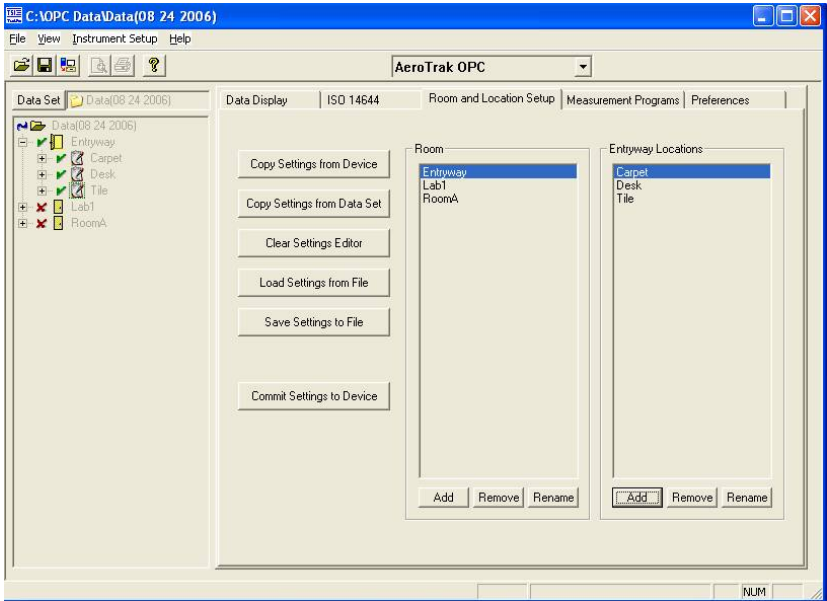 C:\OPC Data\Data(08 24 2006)
File View Instrument Setup Help
AeroTrak OPC
Data Set Data(08 24 2006)
Data Display ISO 14644 Room and Location Setup Measurement Programs Preferences
Data(08 24 2006)
Entryway
Carpet
Desk
Tile
Lab1
RoomA
Copy Settings from Device
Copy Settings from Data Set
Clear Settings Editor
Load Settings from File
Save Settings to File
Commit Settings to Device
Room
Entryway
Lab1
RoomA
Add Remove Rename
Entryway Locations
Carpet
Desk
Tile
Add Remove Rename
NUM